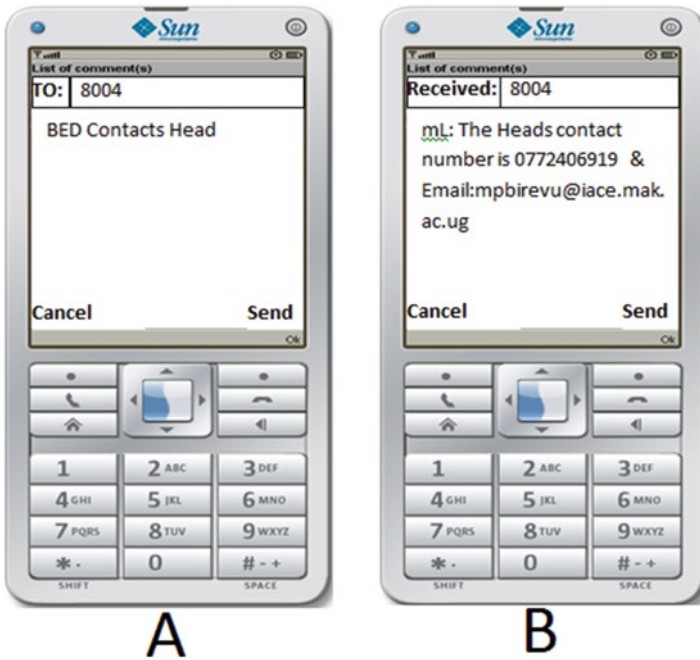 Sun
microsystems
List of comment(s)
TO: 8004
BED Contacts Head
Cancel Send
Ok
1 2 ABC 3 DEF
4 GHI 5 JKL 6 MNO
7 PQRS 8 TUV 9 WXYZ
* . 0 # - +
SHIFT SPACE
A
Sun
microsystems
List of comment(s)
Received: 8004
mL: The Heads contact
number is 0772406919 &
Email:mpbirevu@iace.mak.
ac.ug
Cancel Send
Ok
1 2 ABC 3 DEF
4 GHI 5 JKL 6 MNO
7 PQRS 8 TUV 9 WXYZ
* . 0 # - +
SHIFT SPACE
B